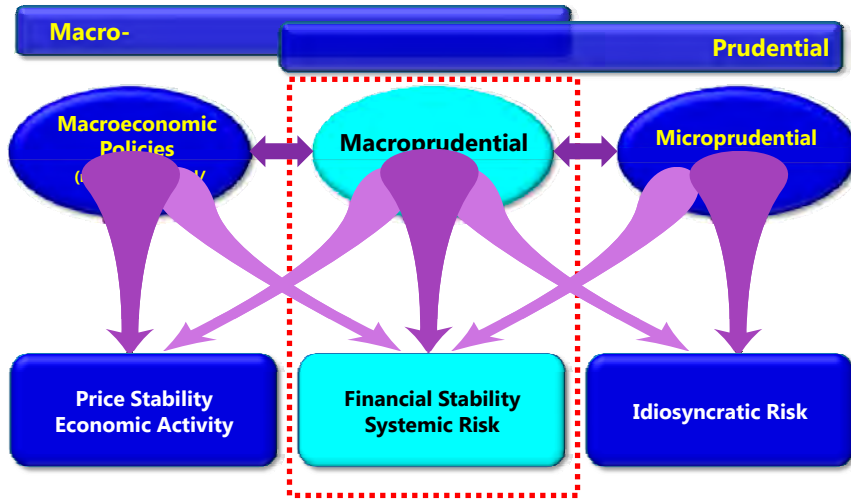 Macro-
Prudential
Macroeconomic
Policies
Macroprudential
Microprudential
Price Stability
Economic Activity
Financial Stability
Systemic Risk
Idiosyncratic Risk